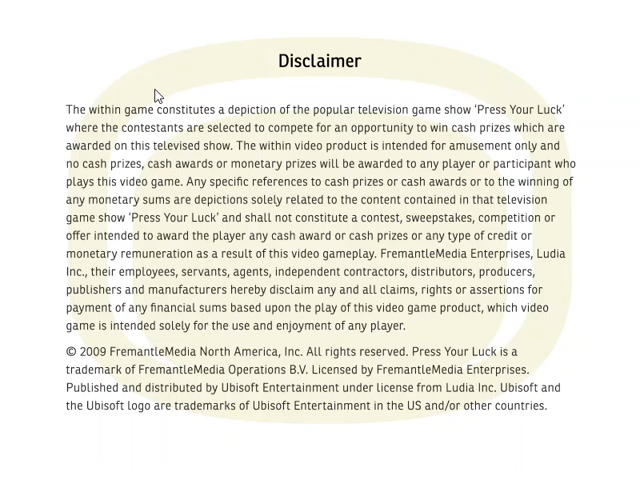 Disclaimer
The within game constitutes a depiction of the popular television game show 'Press Your Luck'
where the contestants are selected to compete for an opportunity to win cash prizes which are
awarded on this televised show. The within video product is intended for amusement only and
no cash prizes, cash awards or monetary prizes will be awarded to any player or participant who
plays this video game. Any specific references to cash prizes or cash awards or to the winning of
any monetary sums are depictions solely related to the content contained in that television
game show 'Press Your Luck' and shall not constitute a contest, sweepstakes, competition or
offer intended to award the player any cash award or cash prizes or any type of credit or
monetary remuneration as a result of this video gameplay. FremantleMedia Enterprises, Ludia
Inc., their employees, servants, agents, independent contractors, distributors, producers,
publishers and manufacturers hereby disclaim any and all claims, rights or assertions for
payment of any financial sums based upon the play of this video game product, which video
game is intended solely for the use and enjoyment of any player.
© 2009 FremantleMedia North America, Inc. All rights reserved. Press Your Luck is a
trademark of FremantleMedia Operations B.V. Licensed by FremantleMedia Enterprises.
Published and distributed by Ubisoft Entertainment under license from Ludia Inc. Ubisoft and
the Ubisoft logo are trademarks of Ubisoft Entertainment in the US and/or other countries.